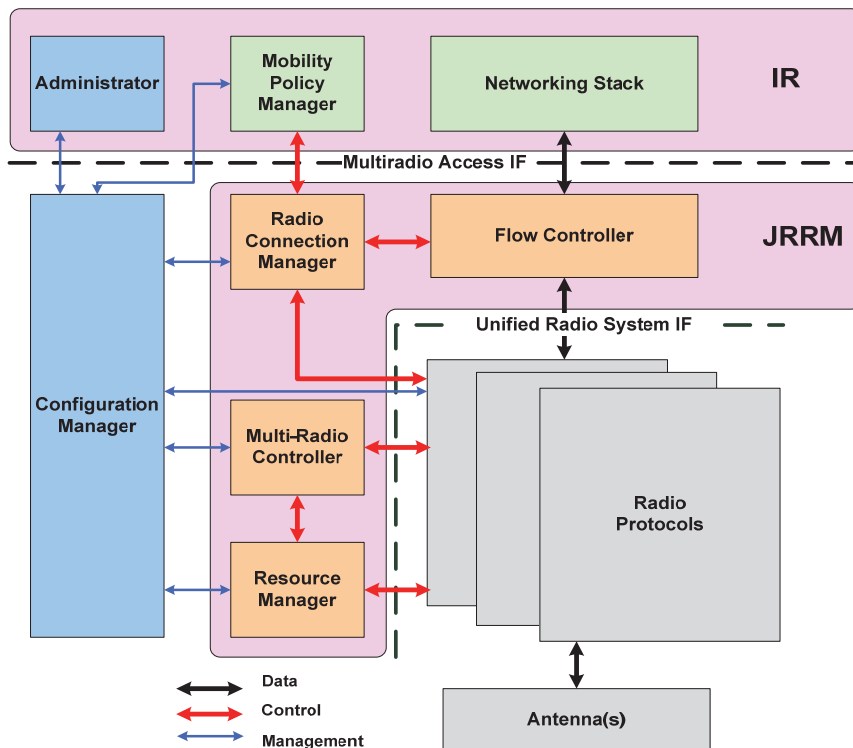 Administrator
Mobility
Policy
Manager
Networking Stack
IR
Multiradio Access IF
Radio
Connection
Manager
Flow Controller
JRRM
Unified Radio System IF
Configuration
Manager
Multi-Radio
Controller
Radio
Protocols
Resource
Manager
Data
Control
Management
Antenna(s)